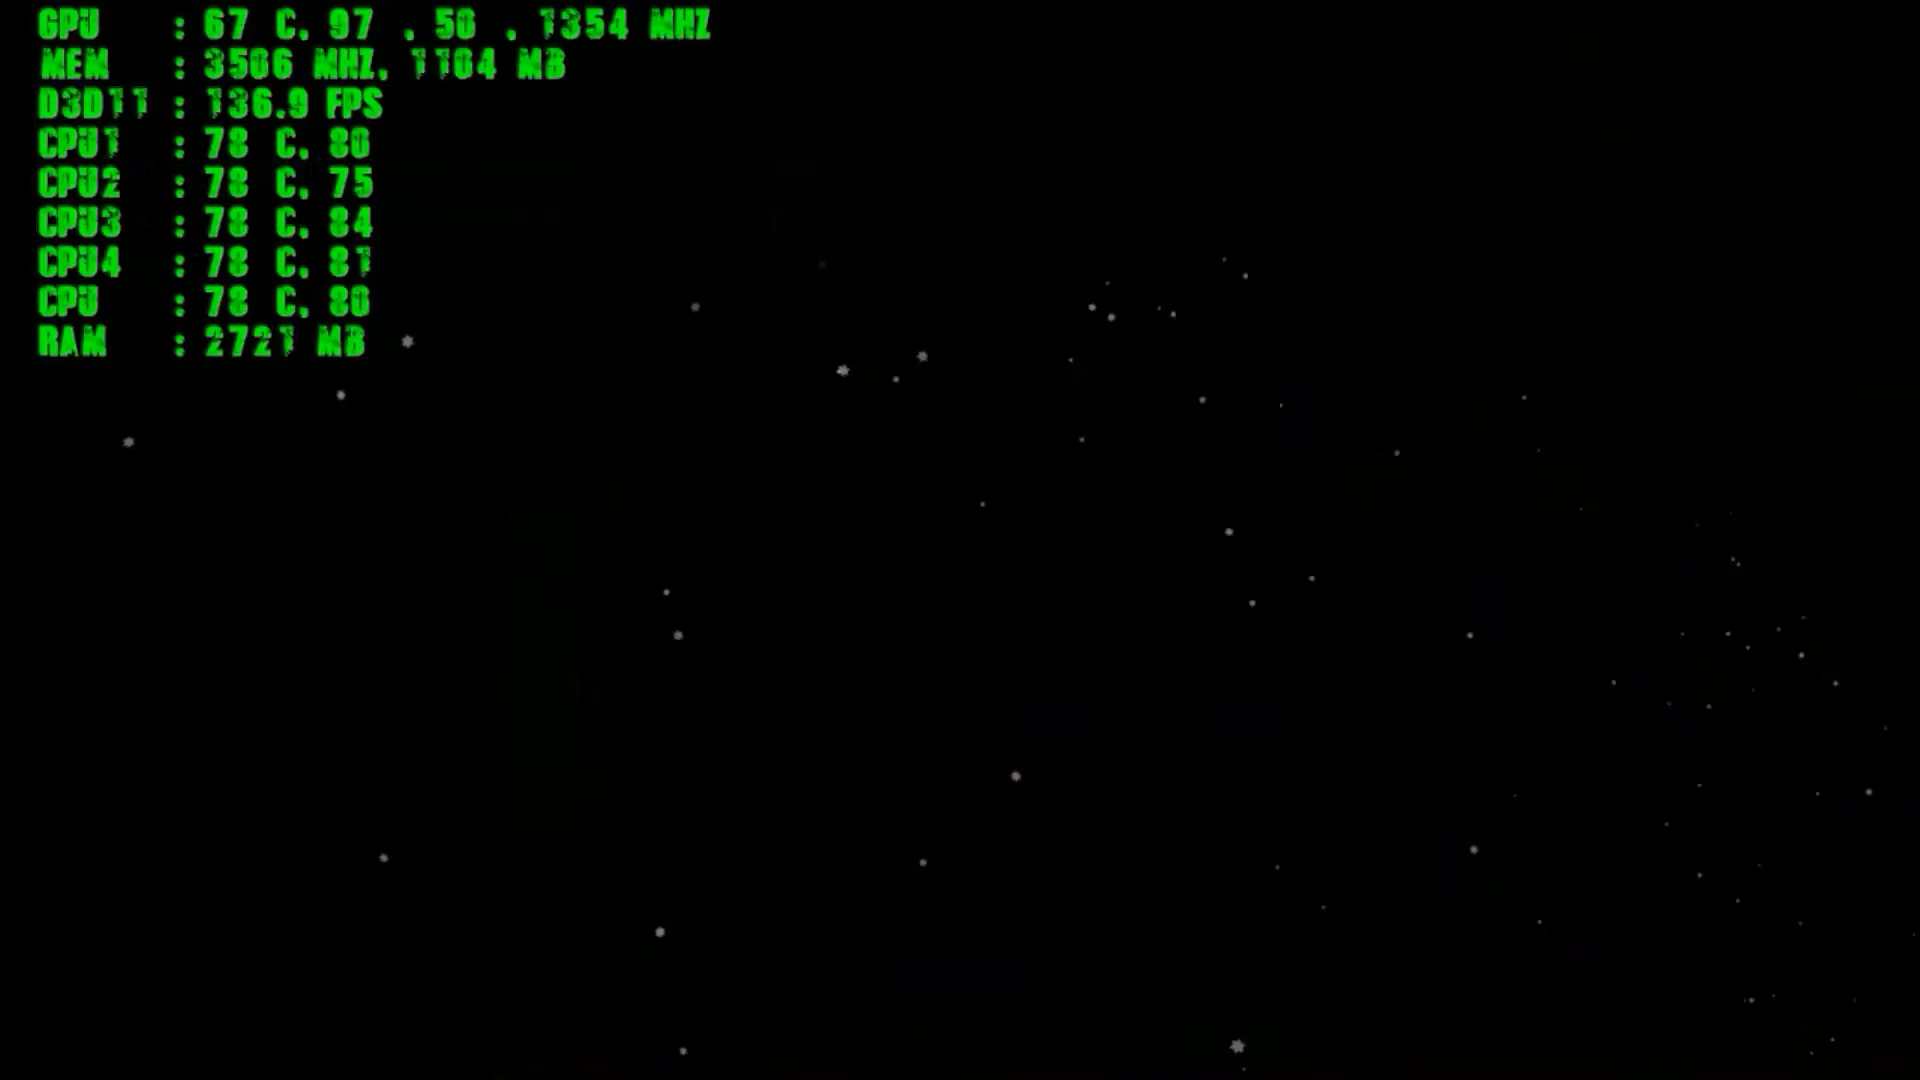 GPU : 67 C, 97 , 50 , 1354 MHZ
MEM : 3506 MHZ, 1104 MB
D3D11 : 136.9 FPS
CPU1 : 78 C, 80
CPU2 : 78 C, 75
CPU3 : 78 C, 84
CPU4 : 78 C, 81
CPU : 78 C, 80
RAM : 2721 MB